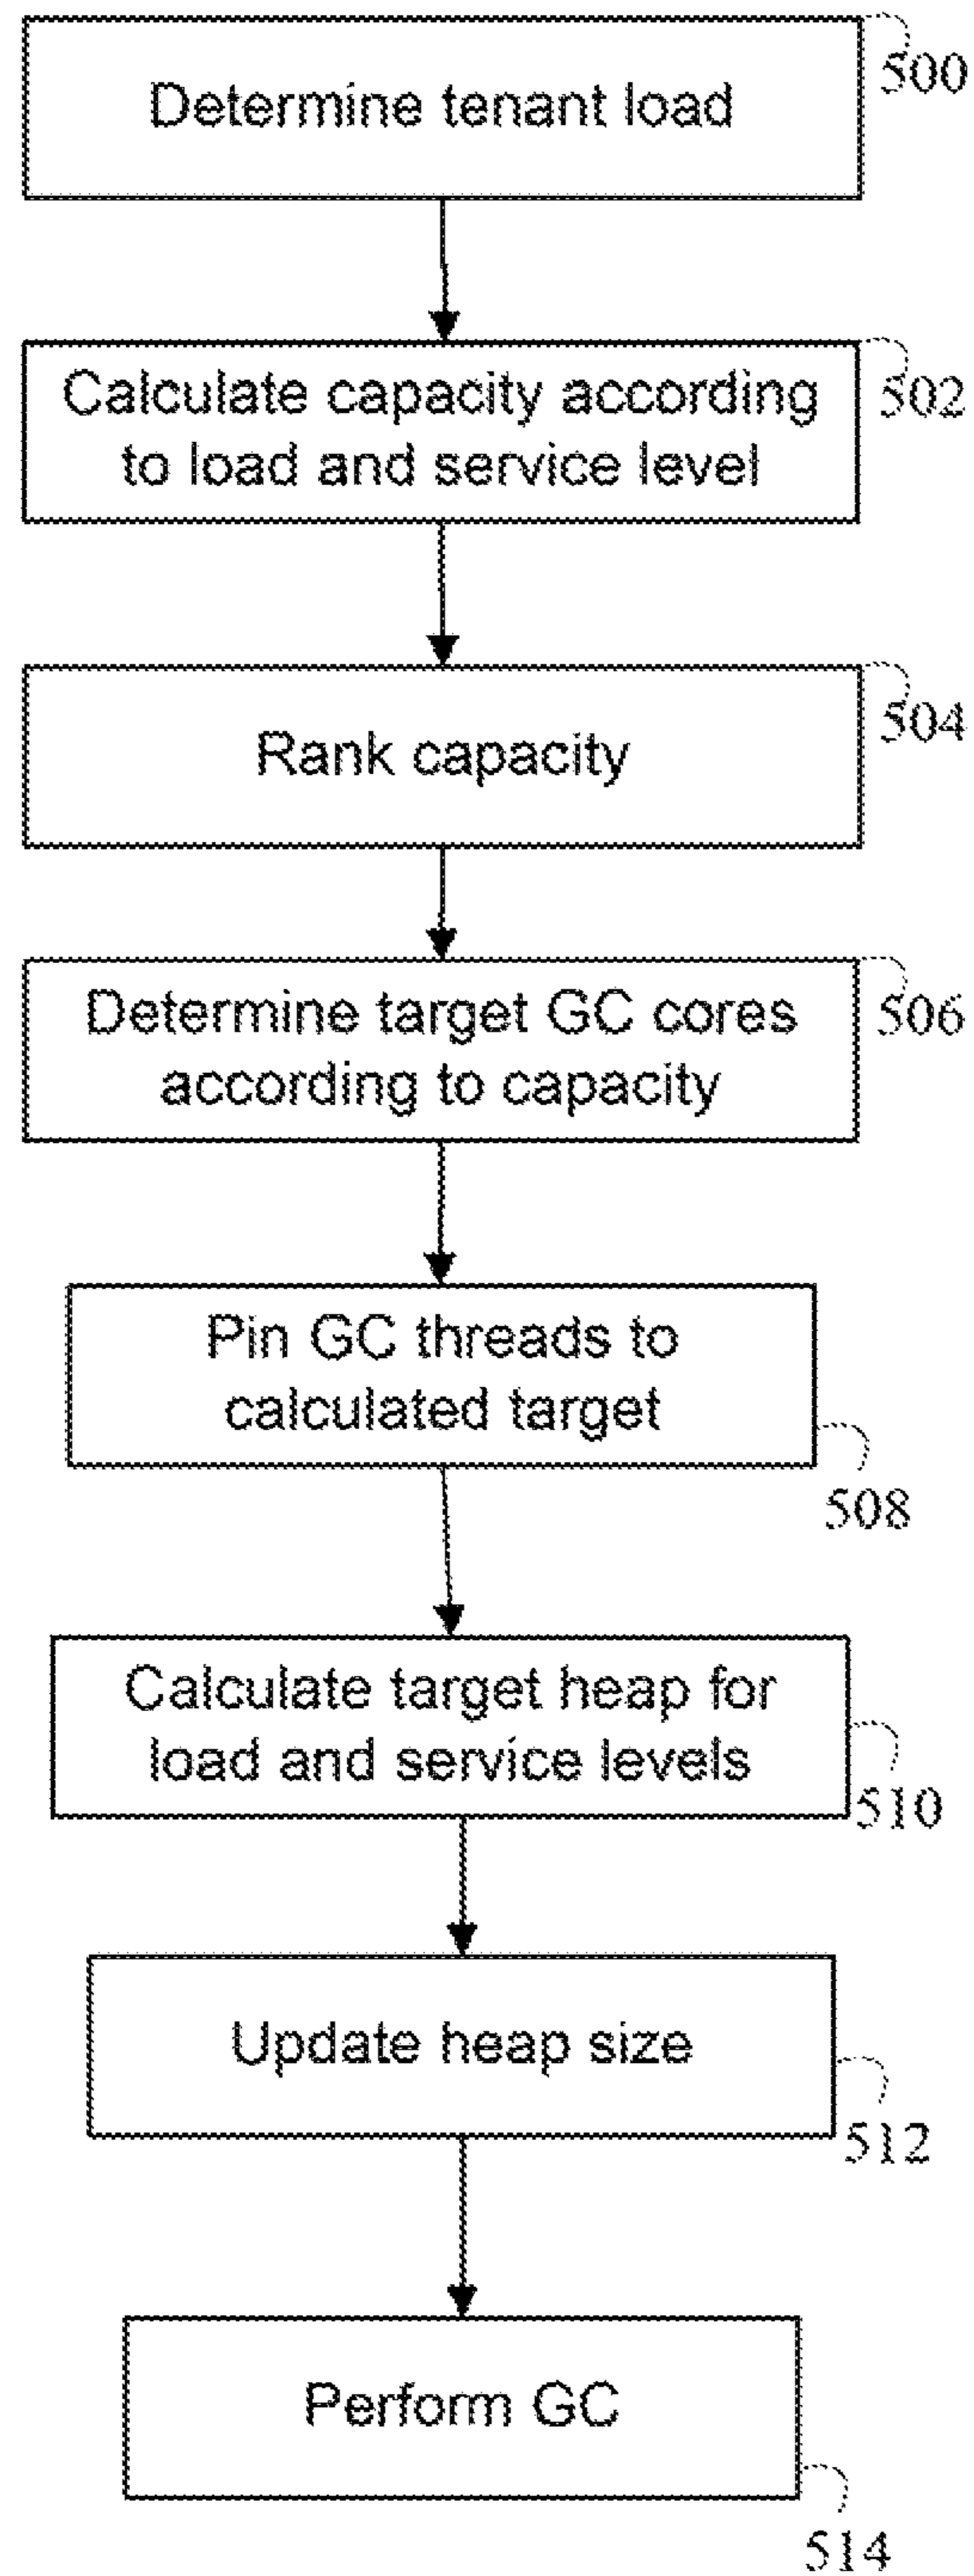 Determine tenant load
500
Calculate capacity according
to load and service level
502
Rank capacity
504
Determine target GC cores
according to capacity
506
Pin GC threads to
calculated target
508
Calculate target heap for
load and service levels
510
Update heap size
512
Perform GC
514